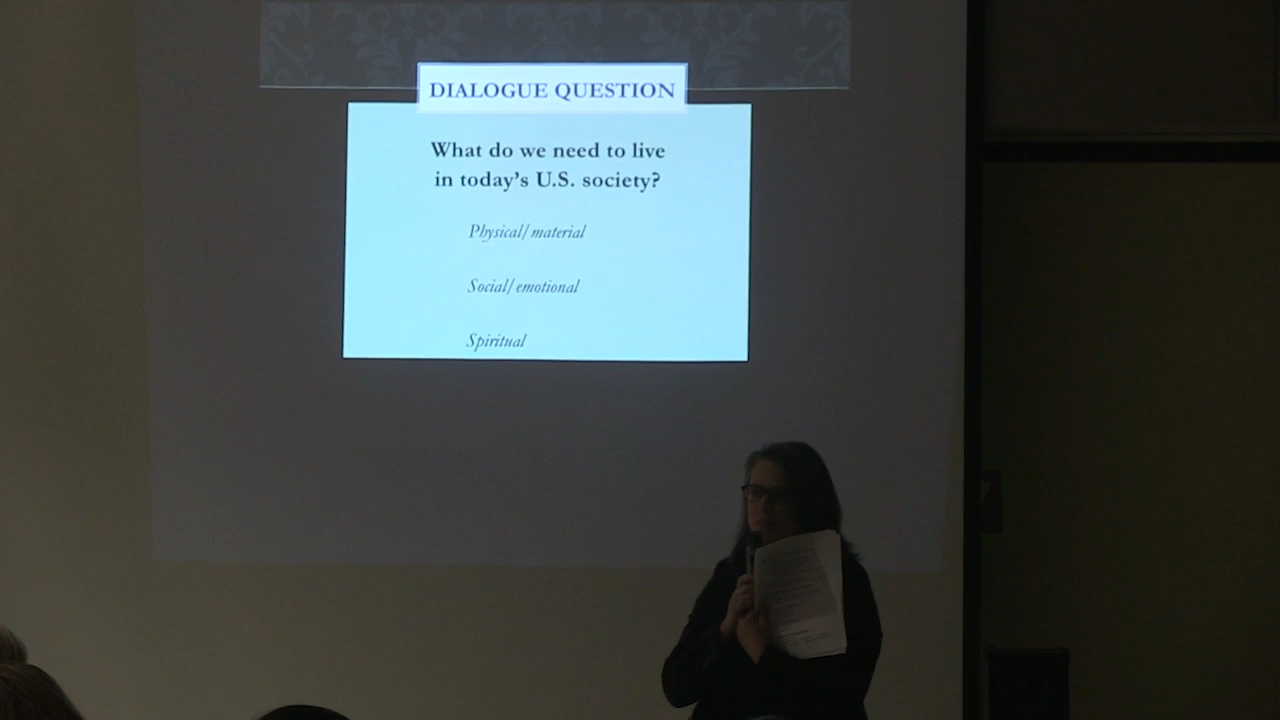 DIALOGUE QUESTION
What do we need to live
in today's U.S. society?
Physical/material
Social/emotional
Spiritual